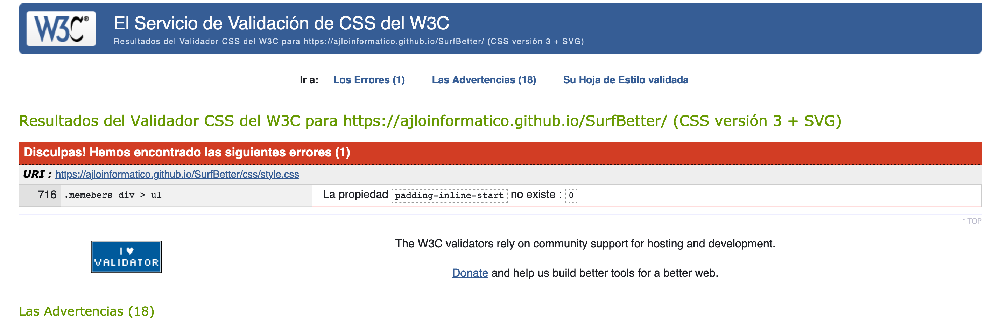 W3C®
El Servicio de Validación de CSS del W3C
Resultados del Validador CSS del W3C para https://ajloinformatico.github.io/SurfBetter/ (CSS versión 3 + SVG)
Ir a: Los Errores (1) Las Advertencias (18) Su Hoja de Estilo validada
Resultados del Validador CSS del W3C para https://ajloinformatico.github.io/SurfBetter/ (CSS versión 3 + SVG)
Disculpas! Hemos encontrado las siguientes errores (1)
URI : https://ajloinformatico.github.io/SurfBetter/css/style.css
716 .memebers div > ul La propiedad padding-inline-start no existe : 0
↑ TOP
I ♥
VALIDATOR
The W3C validators rely on community support for hosting and development.
Donate and help us build better tools for a better web.
Las Advertencias (18)